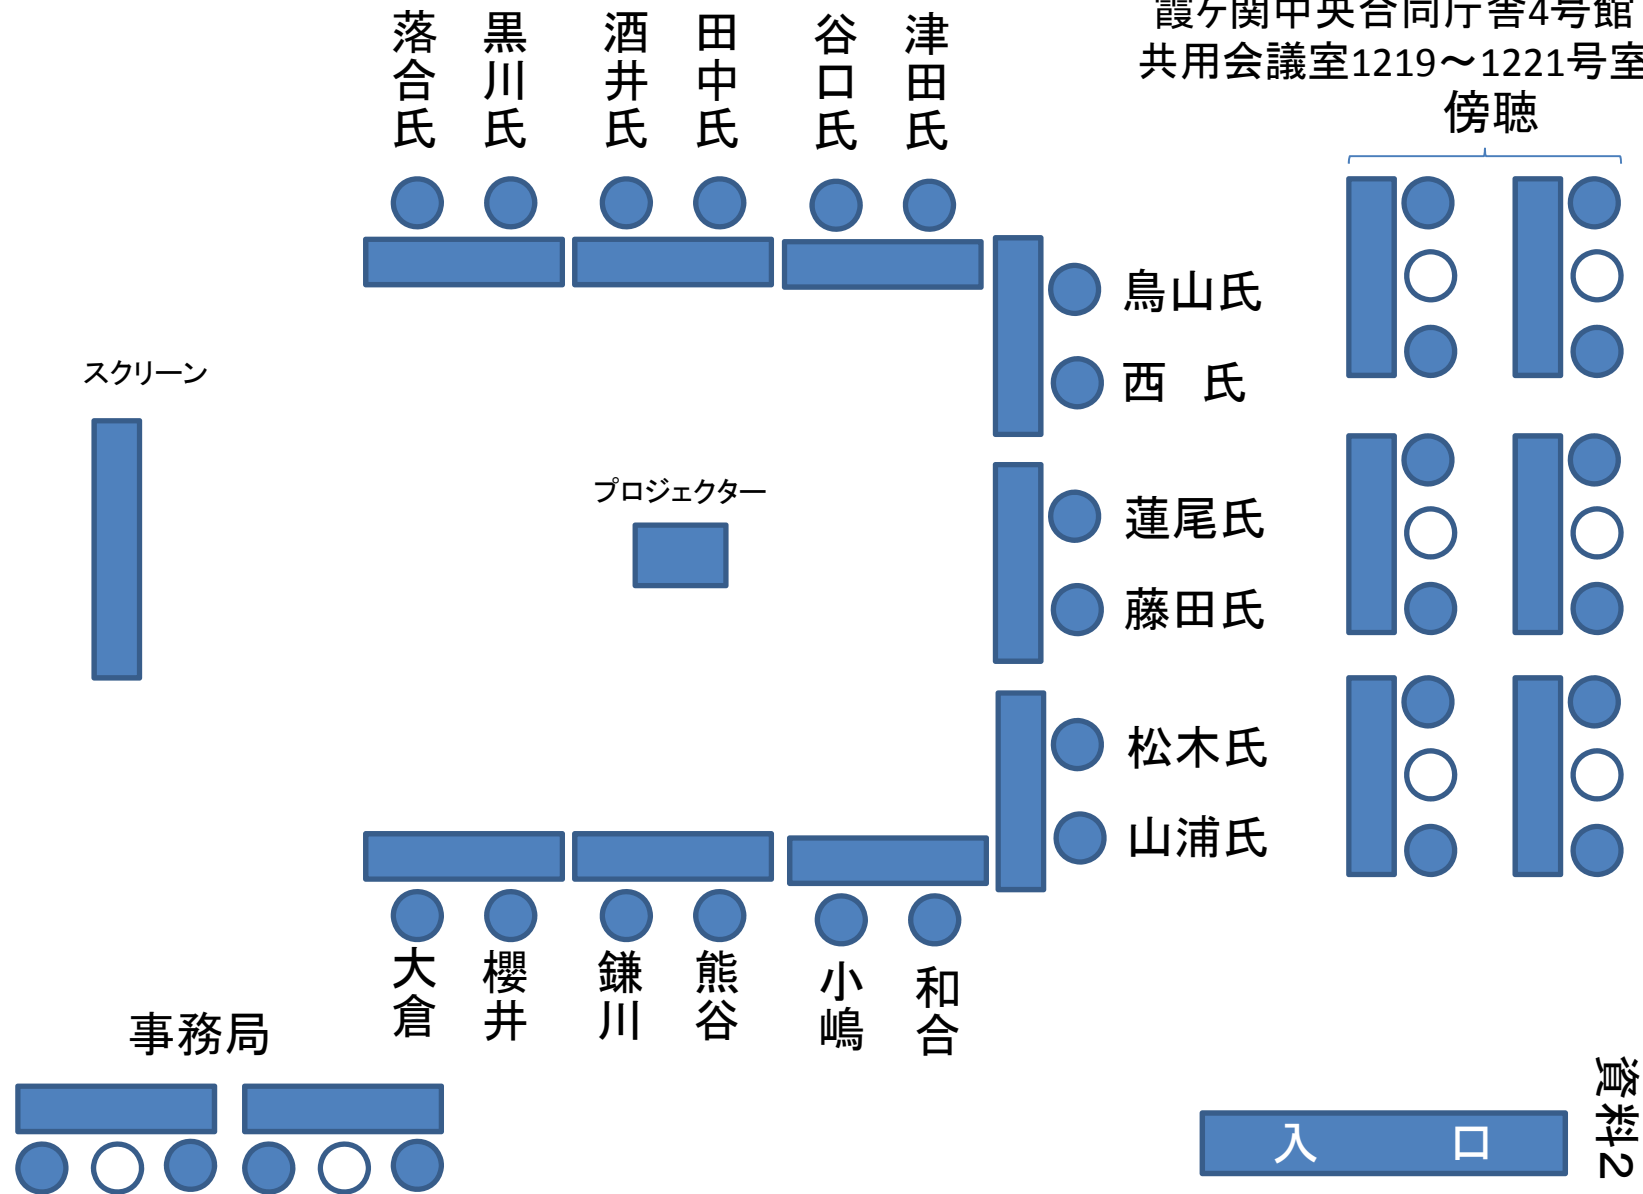 霞ケ関中央合同庁舎4号館
共用会議室1219～1221号室
傍聴
落合氏
黒川氏
酒井氏
田中氏
谷口氏
津田氏
鳥山氏
西　氏
蓮尾氏
藤田氏
松木氏
山浦氏
スクリーン
プロジェクター
大倉
櫻井
鎌川
熊谷
小嶋
和合
事務局
入　口
資料2